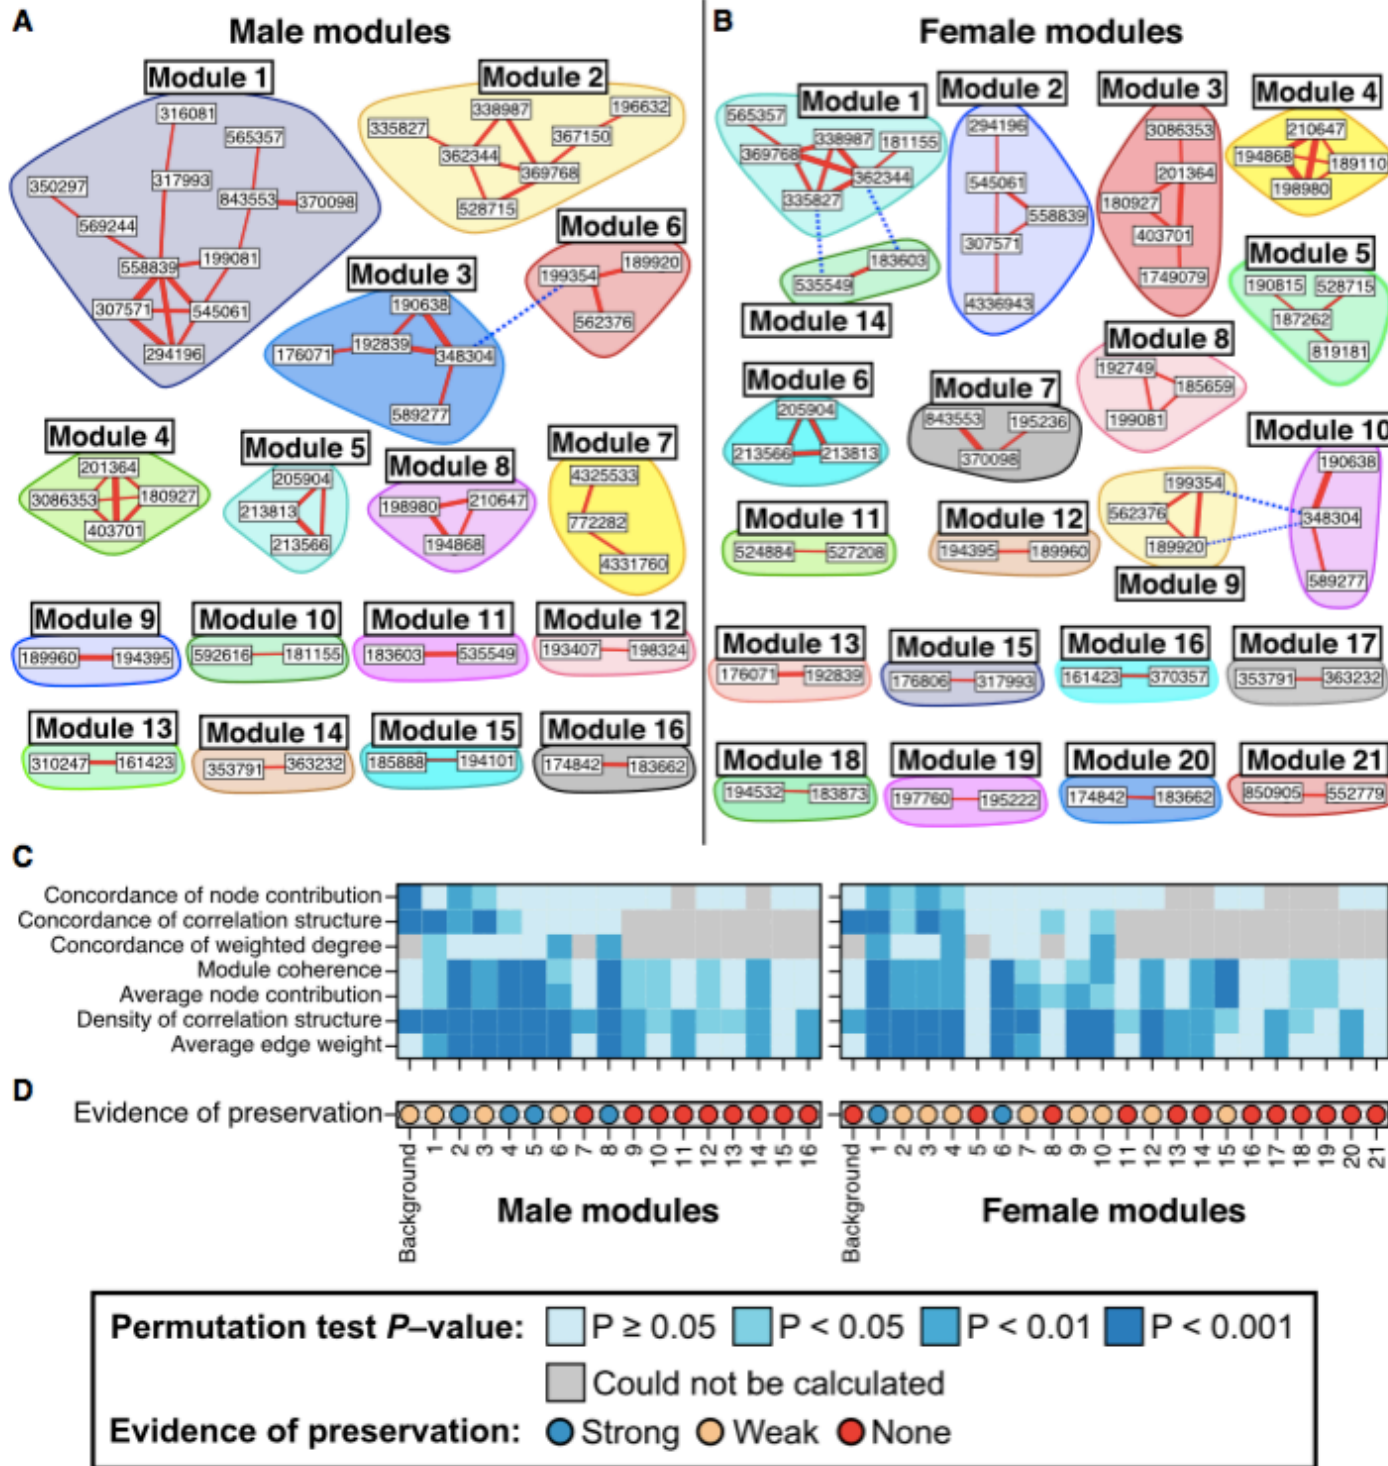 A
Male modules
Module 1
316081
565357
317993
350297
843553
370098
569244
558839
199081
307571
545061
294196
Module 2
338987
196632
335827
367150
362344
369768
528715
Module 6
199354
189920
562376
Module 3
190638
192839
176071
348304
589277
Module 4
201364
3086353
180927
403701
Module 5
205904
213813
213566
Module 8
198980
210647
194868
Module 7
4325533
772282
4331760
Module 9
189960
194395
Module 10
592616
181155
Module 11
183603
535549
Module 12
193407
198324
Module 13
310247
161423
Module 14
353791
363232
Module 15
185888
194101
Module 16
174842
183662
B
Female modules
Module 1
565357
338987
181155
369768
362344
335827
183603
535549
Module 14
Module 2
294196
545061
558839
307571
4336943
Module 3
3086353
201364
180927
403701
1749079
Module 4
210647
194868
189110
198980
Module 5
190815
528715
187262
819181
Module 6
205904
213566
213813
Module 7
843553
195236
370098
Module 8
192749
185659
199081
Module 10
190638
348304
589277
199354
562376
189920
Module 9
Module 11
524884
527208
Module 12
194395
189960
Module 13
176071
192839
Module 15
176806
317993
Module 16
161423
370357
Module 17
353791
363232
Module 18
194532
183873
Module 19
197760
195222
Module 20
174842
183662
Module 21
850905
552779
C
Concordance of node contribution
Concordance of correlation structure
Concordance of weighted degree
Module coherence
Average node contribution
Density of correlation structure
Average edge weight
D
Evidence of preservation
Background 1 2 3 4 5 6 7 8 9 10 11 12 13 14 15 16
Male modules
Background 1 2 3 4 5 6 7 8 9 10 11 12 13 14 15 16 17 18 19 20 21
Female modules
Permutation test P–value: P ≥ 0.05 P < 0.05 P < 0.01 P < 0.001
Could not be calculated
Evidence of preservation: Strong Weak None